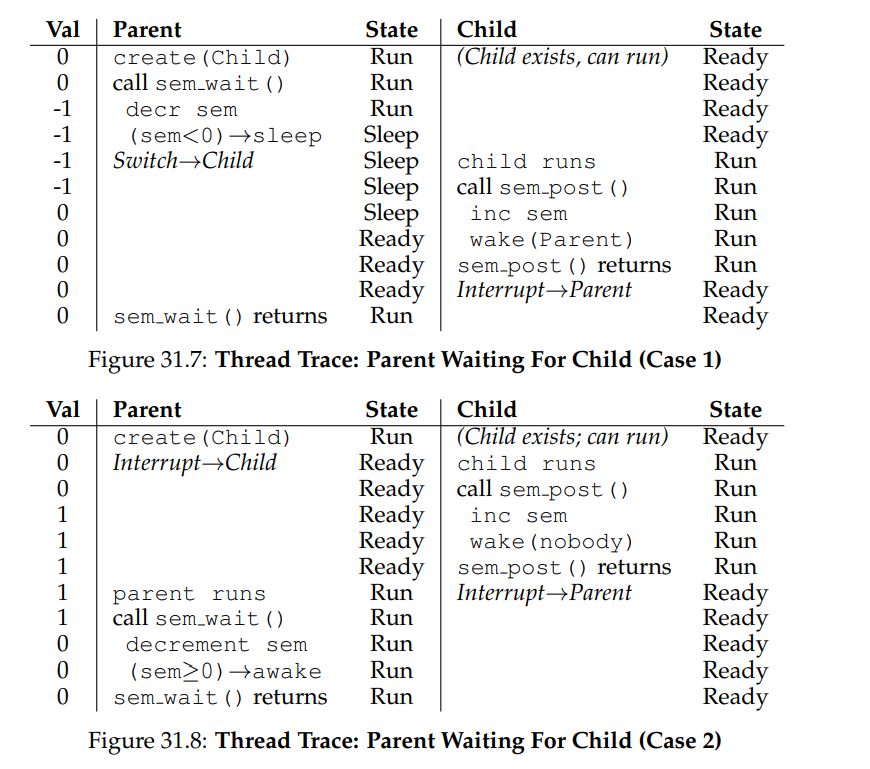 Val Parent State Child State
0 create(Child) Run (Child exists, can run) Ready
0 call sem_wait() Run Ready
-1 decr sem Run Ready
-1 (sem<0)→sleep Sleep Ready
-1 Switch→Child Sleep child runs Run
-1 Sleep call sem_post() Run
0 Sleep inc sem Run
0 Ready wake(Parent) Run
0 Ready sem_post() returns Run
0 Ready Interrupt→Parent Ready
0 sem_wait() returns Run Ready
Figure 31.7: Thread Trace: Parent Waiting For Child (Case 1)
Val Parent State Child State
0 create(Child) Run (Child exists; can run) Ready
0 Interrupt→Child Ready child runs Run
0 Ready call sem_post() Run
1 Ready inc sem Run
1 Ready wake(nobody) Run
1 Ready sem_post() returns Run
1 parent runs Run Interrupt→Parent Ready
1 call sem_wait() Run Ready
0 decrement sem Run Ready
0 (sem≥0)→awake Run Ready
0 sem_wait() returns Run Ready
Figure 31.8: Thread Trace: Parent Waiting For Child (Case 2)